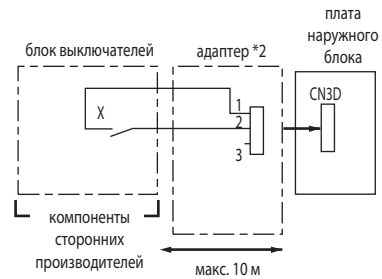 плата
наружного
блока
блок выключателей
адаптер *2
CN3D
X
1
2
3
компоненты
сторонних
производителей
макс. 10 м